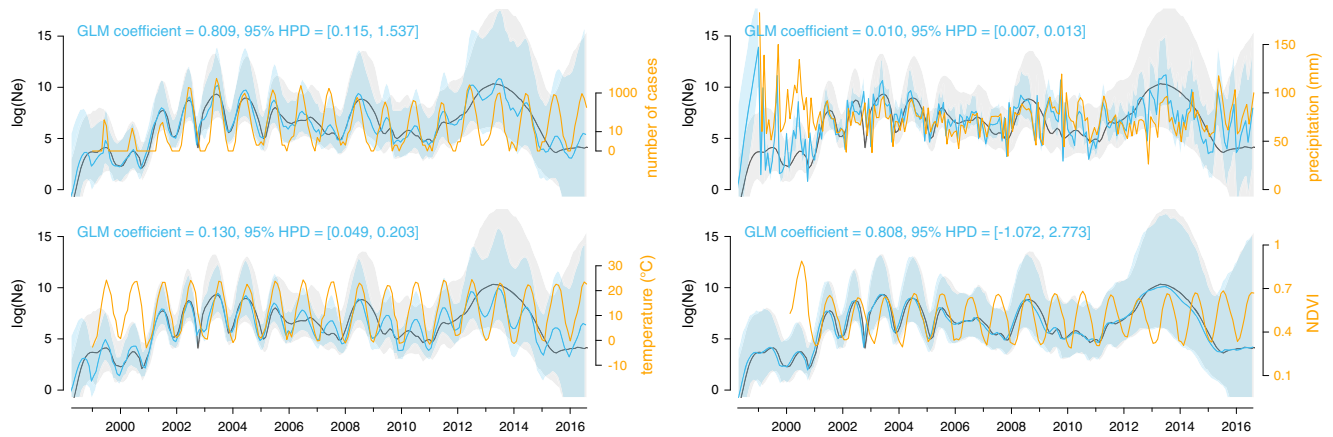 GLM coefficient = 0.809, 95% HPD = [0.115, 1.537]
15
10
5
0
log(Ne)
1000
10
0
number of cases
GLM coefficient = 0.010, 95% HPD = [0.007, 0.013]
15
10
5
0
log(Ne)
150
100
50
0
precipitation (mm)
GLM coefficient = 0.130, 95% HPD = [0.049, 0.203]
15
10
5
0
log(Ne)
30
20
10
0
-10
temperature (°C)
2000 2002 2004 2006 2008 2010 2012 2014 2016
GLM coefficient = 0.808, 95% HPD = [-1.072, 2.773]
15
10
5
0
log(Ne)
1
0.7
0.4
0.1
NDVI
2000 2002 2004 2006 2008 2010 2012 2014 2016